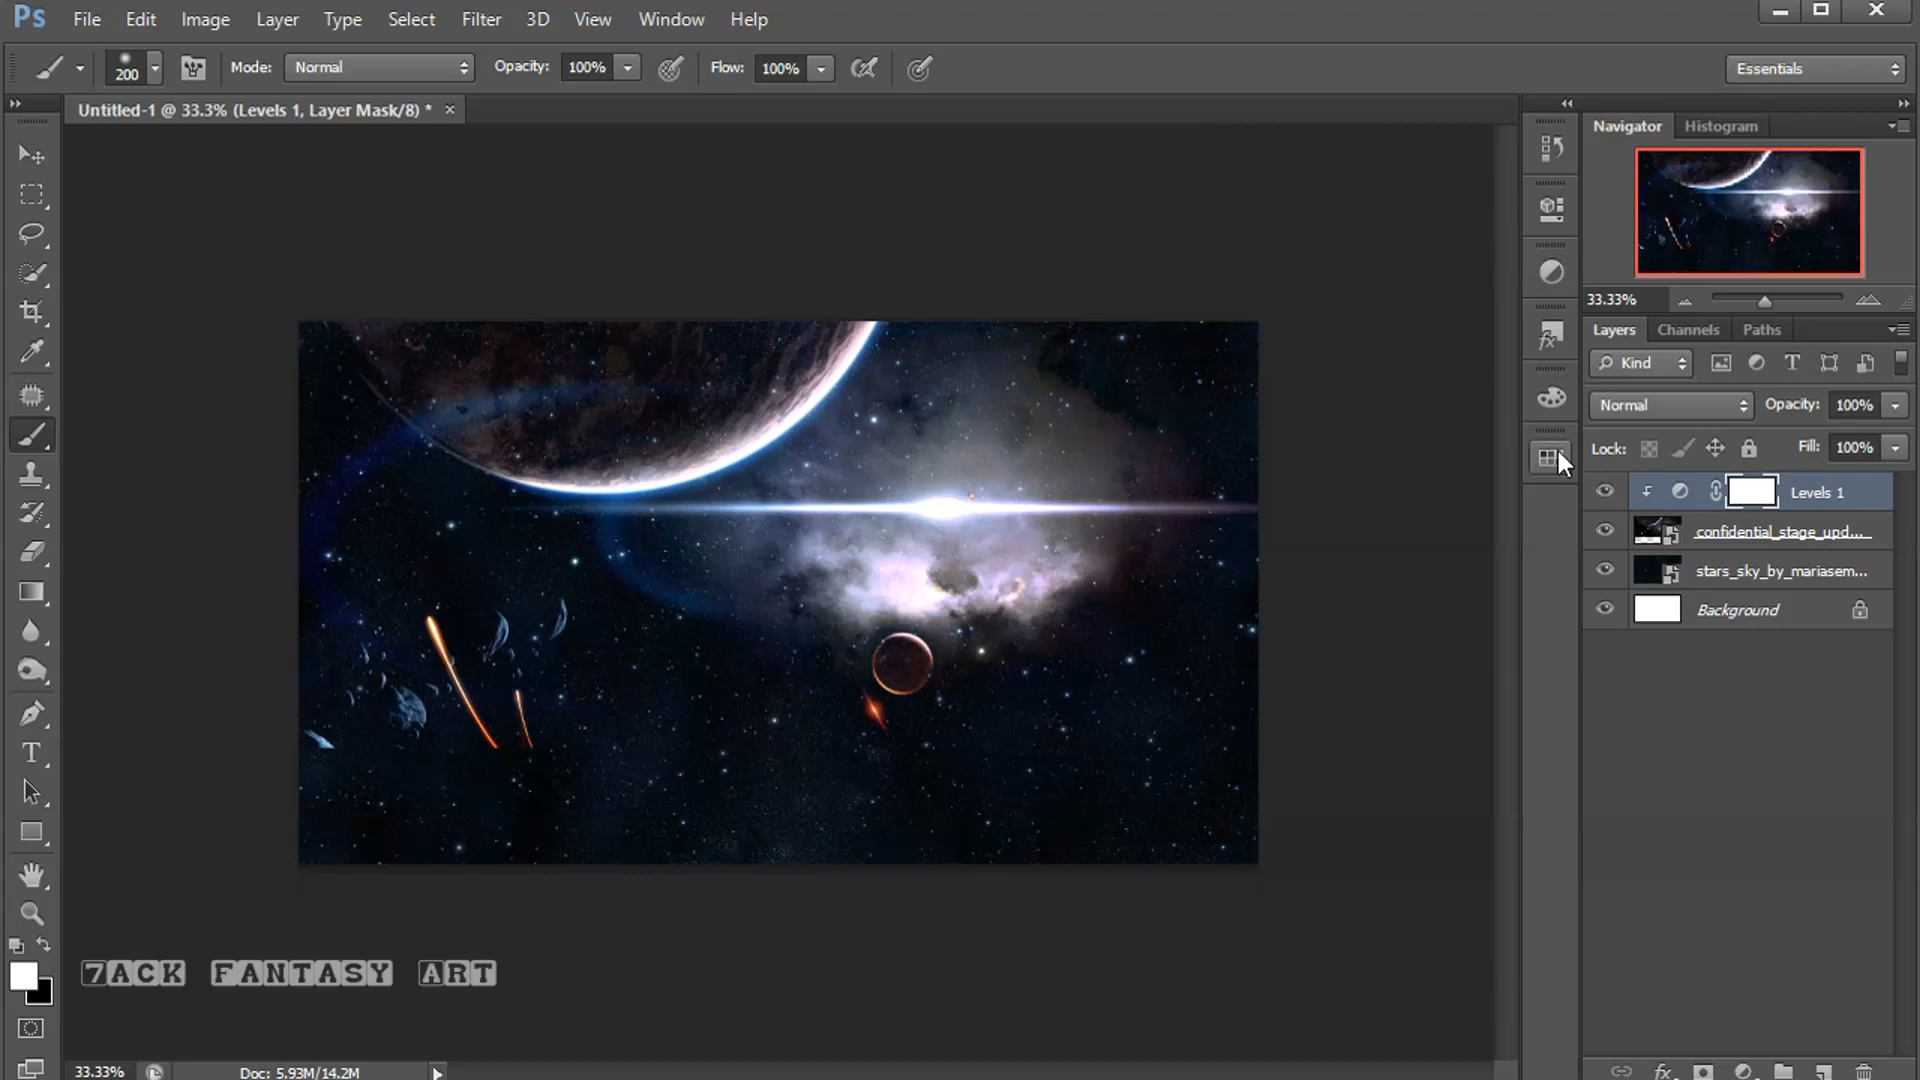 Ps File Edit Image Layer Type Select Filter 3D View Window Help
200 Mode: Normal Opacity: 100% Flow: 100% Essentials
Untitled-1 @ 33.3% (Levels 1, Layer Mask/8) * ×
Navigator Histogram
33.33%
Layers Channels Paths
Kind
Normal Opacity: 100%
Lock: Fill: 100%
Levels 1
confidential_stage_upd...
stars_sky_by_mariasem...
Background
7ACK FANTASY ART
33.33% Doc: 5.93M/14.2M